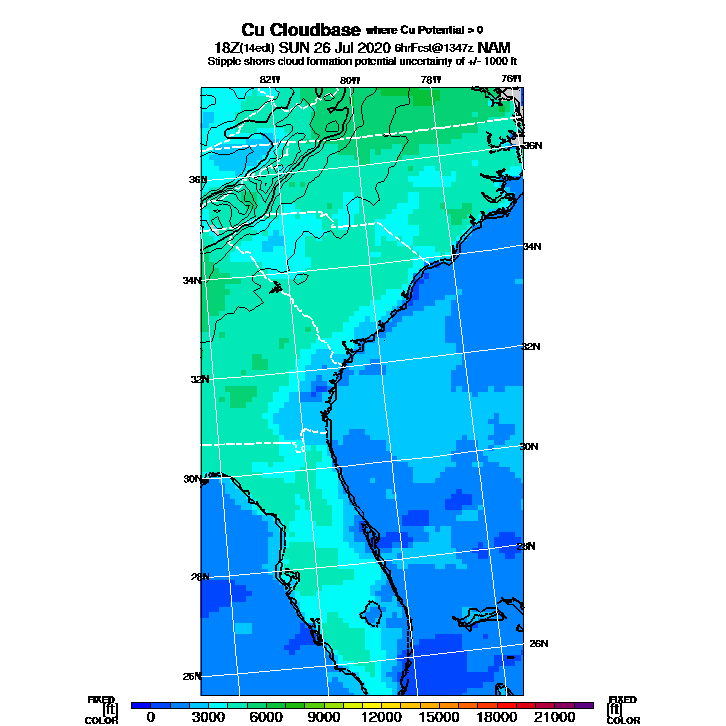 Cu Cloudbase where Cu Potential > 0
18Z(14edt) SUN 26 Jul 2020 6hrFcst@1347z NAM
Stipple shows cloud formation potential uncertainty of +/- 1000 ft
82W 80W 78W 76W
36N
36N
34N
34N
32N
32N
30N
30N
28N
28N
26N
26N
FIXED FIXED
[ft] [ft]
COLOR 0 3000 6000 9000 12000 15000 18000 21000 COLOR